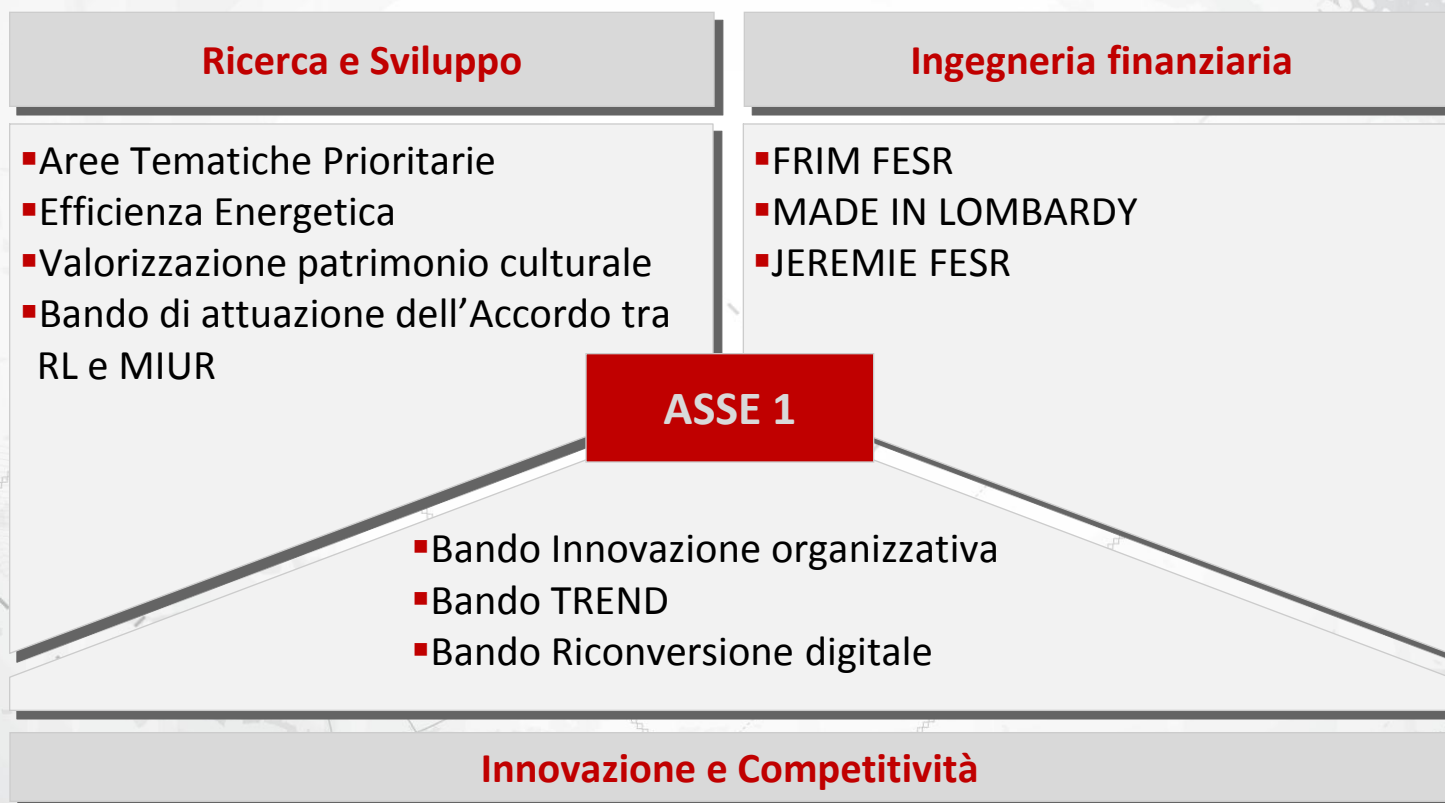 Ricerca e Sviluppo
Ingegneria finanziaria
▪Aree Tematiche Prioritarie
▪Efficienza Energetica
▪Valorizzazione patrimonio culturale
▪Bando di attuazione dell’Accordo tra
RL e MIUR
▪FRIM FESR
▪MADE IN LOMBARDY
▪JEREMIE FESR
ASSE 1
▪Bando Innovazione organizzativa
▪Bando TREND
▪Bando Riconversione digitale
Innovazione e Competitività